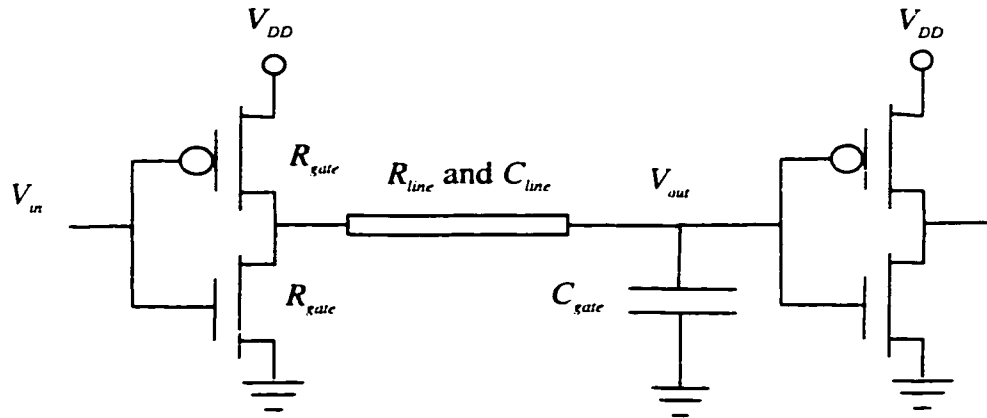 V_DD
V_DD
R_gate
R_line and C_line
V_out
V_in
R_gate
C_gate